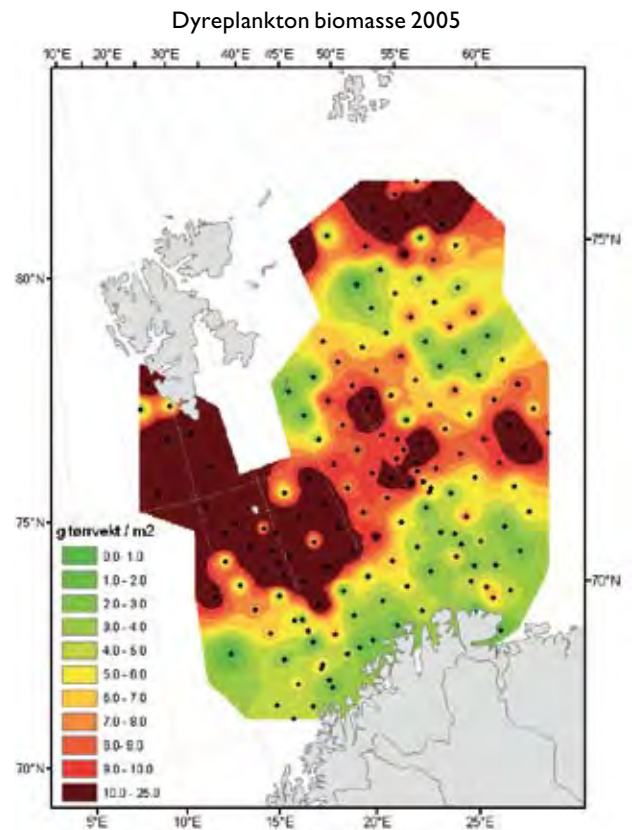 Dyreplankton biomasse 2005
10°E 20°E 30°E 40°E 45°E 50°E 55°E 60°E
75°N
80°N
75°N
g tørrvekt / m2
0.0 - 1.0
1.0 - 2.0
2.0 - 3.0
3.0 - 4.0
4.0 - 5.0
5.0 - 6.0
6.0 - 7.0
7.0 - 8.0
8.0 - 9.0
9.0 - 10.0
10.0 - 25.0
70°N
70°N
5°E 10°E 15°E 20°E 25°E